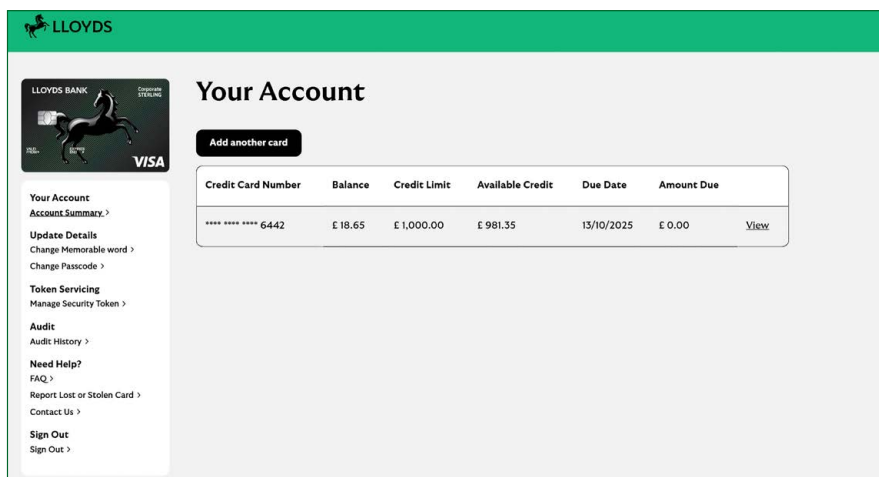 LLOYDS
LLOYDS BANK
Corporate
STERLING
VISA
Your Account
Account Summary >
Update Details
Change Memorable word >
Change Passcode >
Token Servicing
Manage Security Token >
Audit
Audit History >
Need Help?
FAQ >
Report Lost or Stolen Card >
Contact Us >
Sign Out
Sign Out >
Your Account
Add another card
Credit Card Number Balance Credit Limit Available Credit Due Date Amount Due
**** **** **** 6442 £ 18.65 £ 1,000.00 £ 981.35 13/10/2025 £ 0.00 View